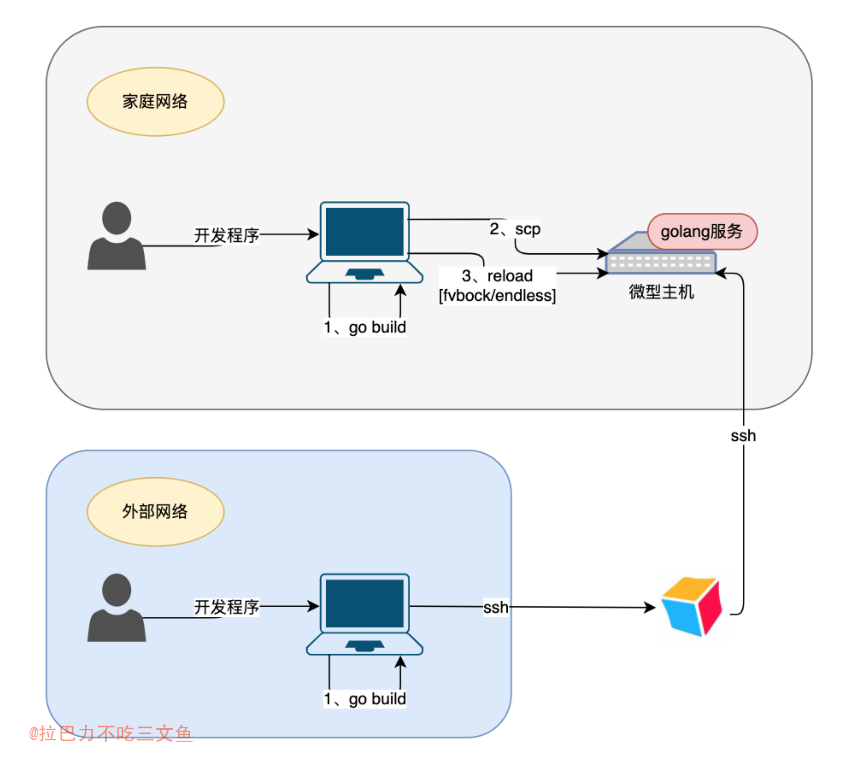 家庭网络
开发程序
2、scp
golang服务
3、reload
[fvbock/endless]
微型主机
1、go build
ssh
外部网络
开发程序
ssh
1、go build
@拉巴力不吃三文鱼